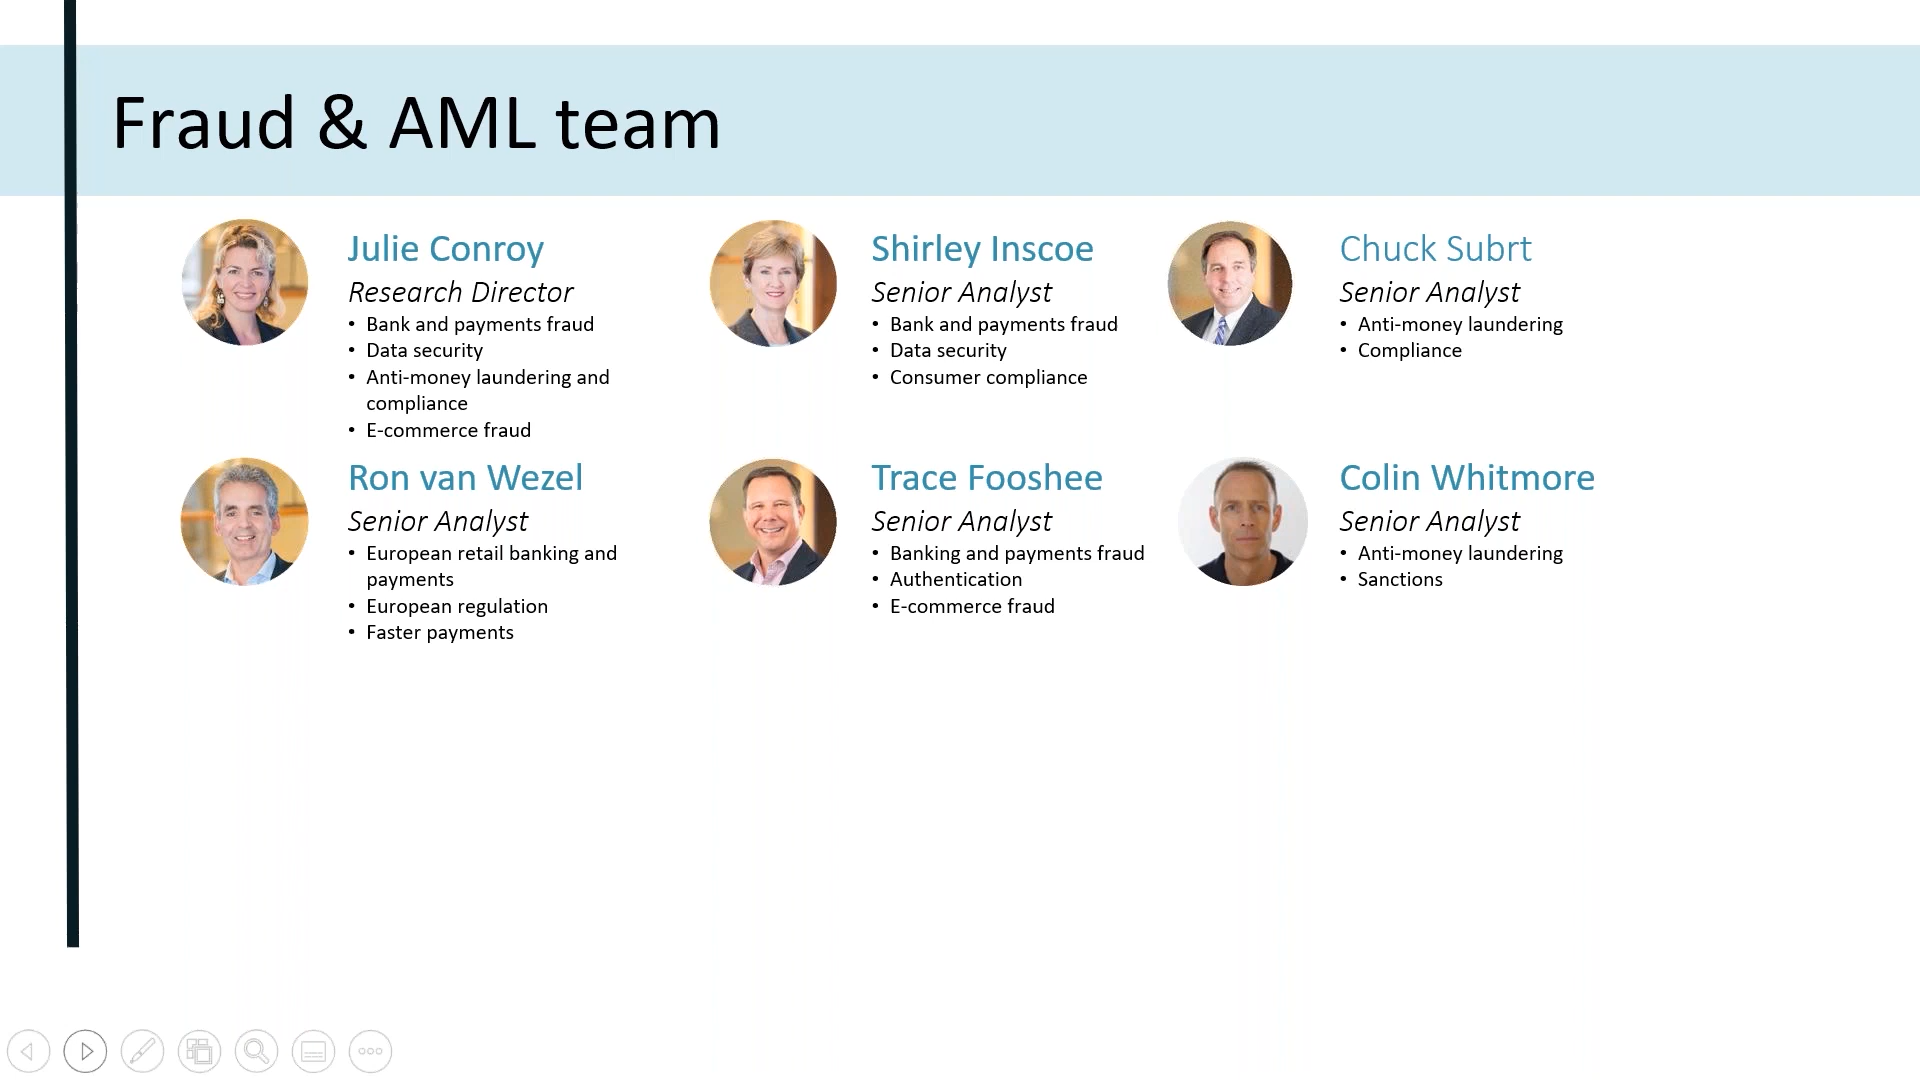 Fraud & AML team
Julie Conroy
Research Director
• Bank and payments fraud
• Data security
• Anti-money laundering and
compliance
• E-commerce fraud
Shirley Inscoe
Senior Analyst
• Bank and payments fraud
• Data security
• Consumer compliance
Chuck Subrt
Senior Analyst
• Anti-money laundering
• Compliance
Ron van Wezel
Senior Analyst
• European retail banking and
payments
• European regulation
• Faster payments
Trace Fooshee
Senior Analyst
• Banking and payments fraud
• Authentication
• E-commerce fraud
Colin Whitmore
Senior Analyst
• Anti-money laundering
• Sanctions